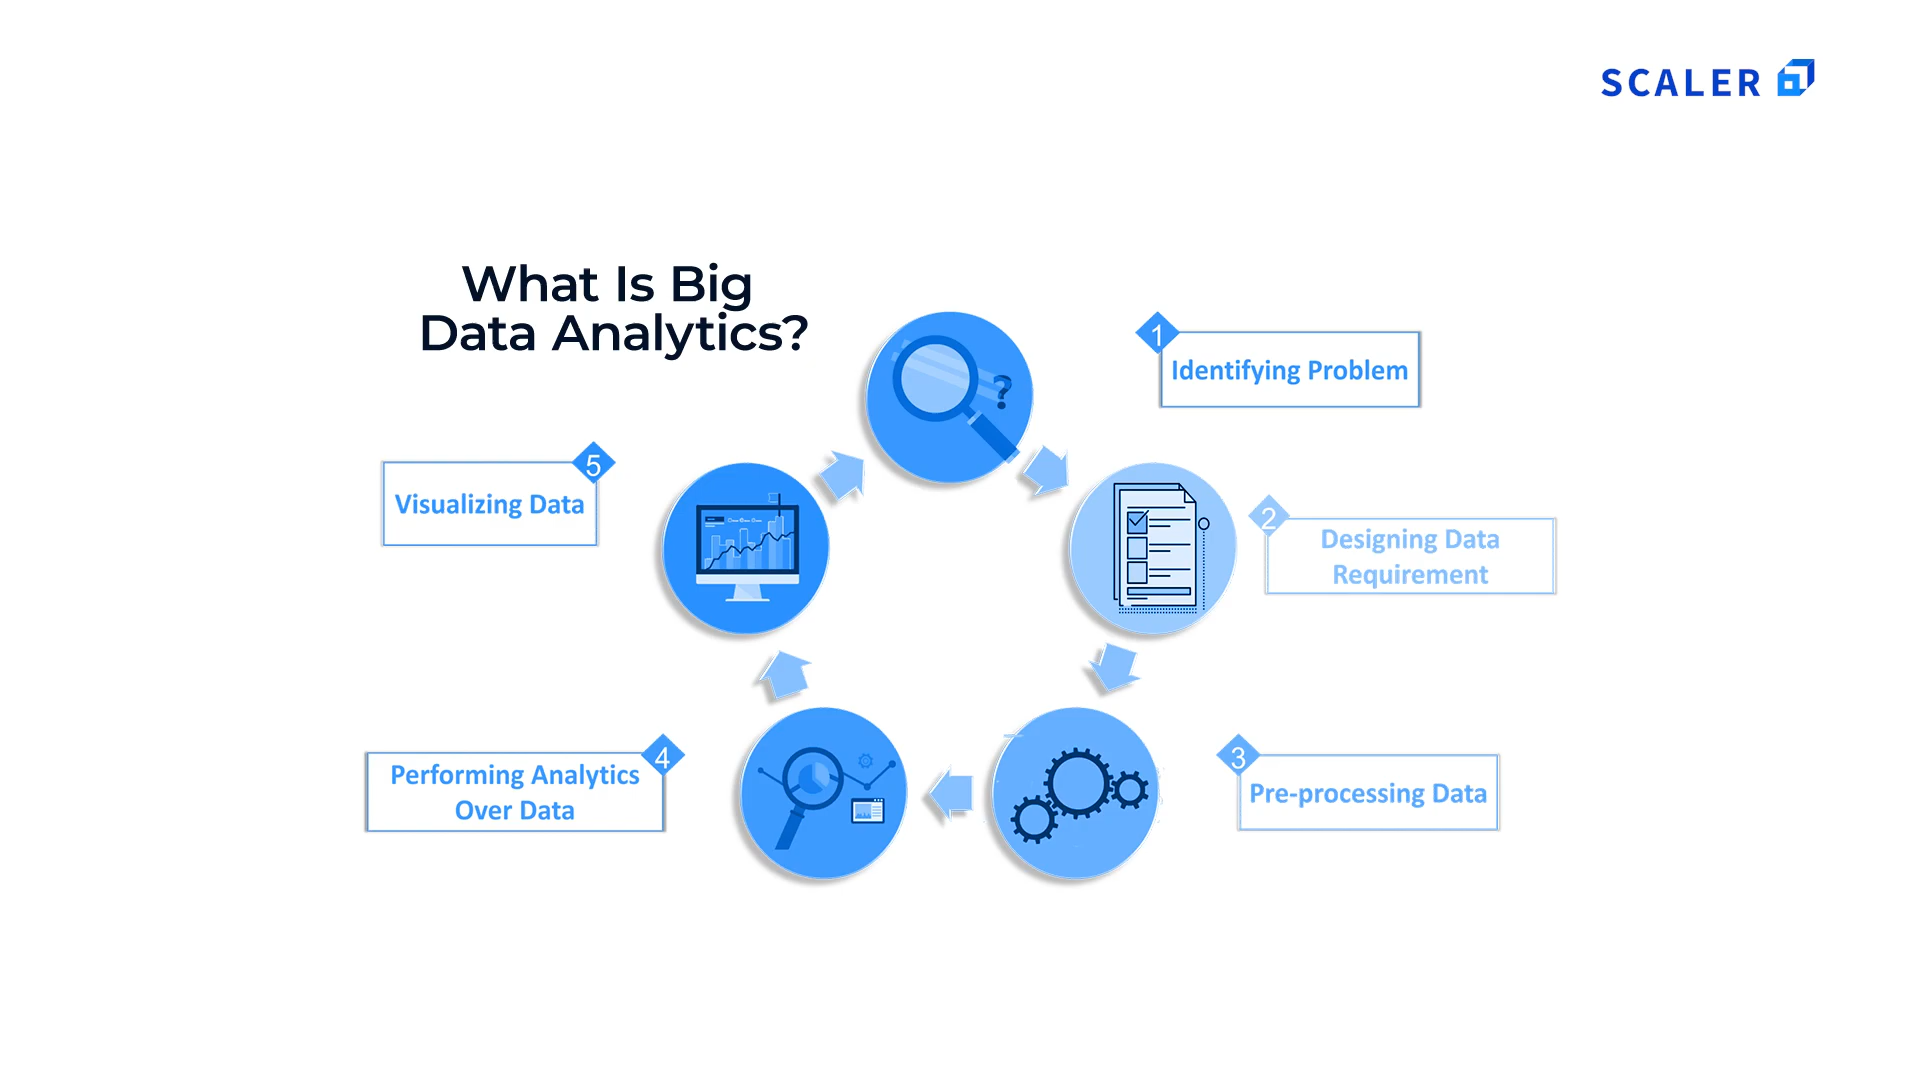 SCALER
What Is Big
Data Analytics?
1
Identifying Problem
2
Designing Data
Requirement
3
Pre-processing Data
4
Performing Analytics
Over Data
5
Visualizing Data
?